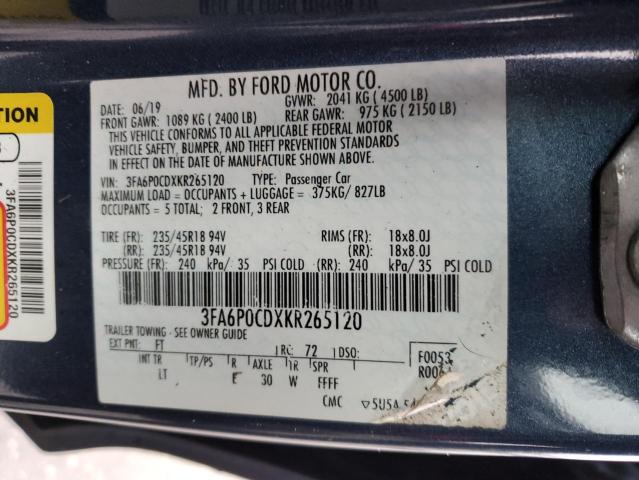 MFD. BY FORD MOTOR CO.
DATE: 06/19 GVWR: 2041 KG ( 4500 LB)
FRONT GAWR: 1089 KG ( 2400 LB) REAR GAWR: 975 KG ( 2150 LB)
THIS VEHICLE CONFORMS TO ALL APPLICABLE FEDERAL MOTOR
VEHICLE SAFETY, BUMPER, AND THEFT PREVENTION STANDARDS
IN EFFECT ON THE DATE OF MANUFACTURE SHOWN ABOVE.
VIN: 3FA6P0CDXKR265120 TYPE: Passenger Car
MAXIMUM LOAD = OCCUPANTS + LUGGAGE = 375KG/ 827LB
OCCUPANTS = 5 TOTAL; 2 FRONT, 3 REAR
TIRE (FR): 235/45R18 94V RIMS (FR): 18x8.0J
(RR): 235/45R18 94V (RR): 18x8.0J
PRESSURE (FR): 240 kPa/ 35 PSI COLD (RR): 240 kPa/ 35 PSI COLD
3FA6P0CDXKR265120
TRAILER TOWING - SEE OWNER GUIDE
EXT PNT: FT RC: 72 DSO: F0053
INT TR TP/PS R AXLE TR SPR
LT E 30 W FFFF
CMC ▽5U5A
3FA6P0CDXKR265120